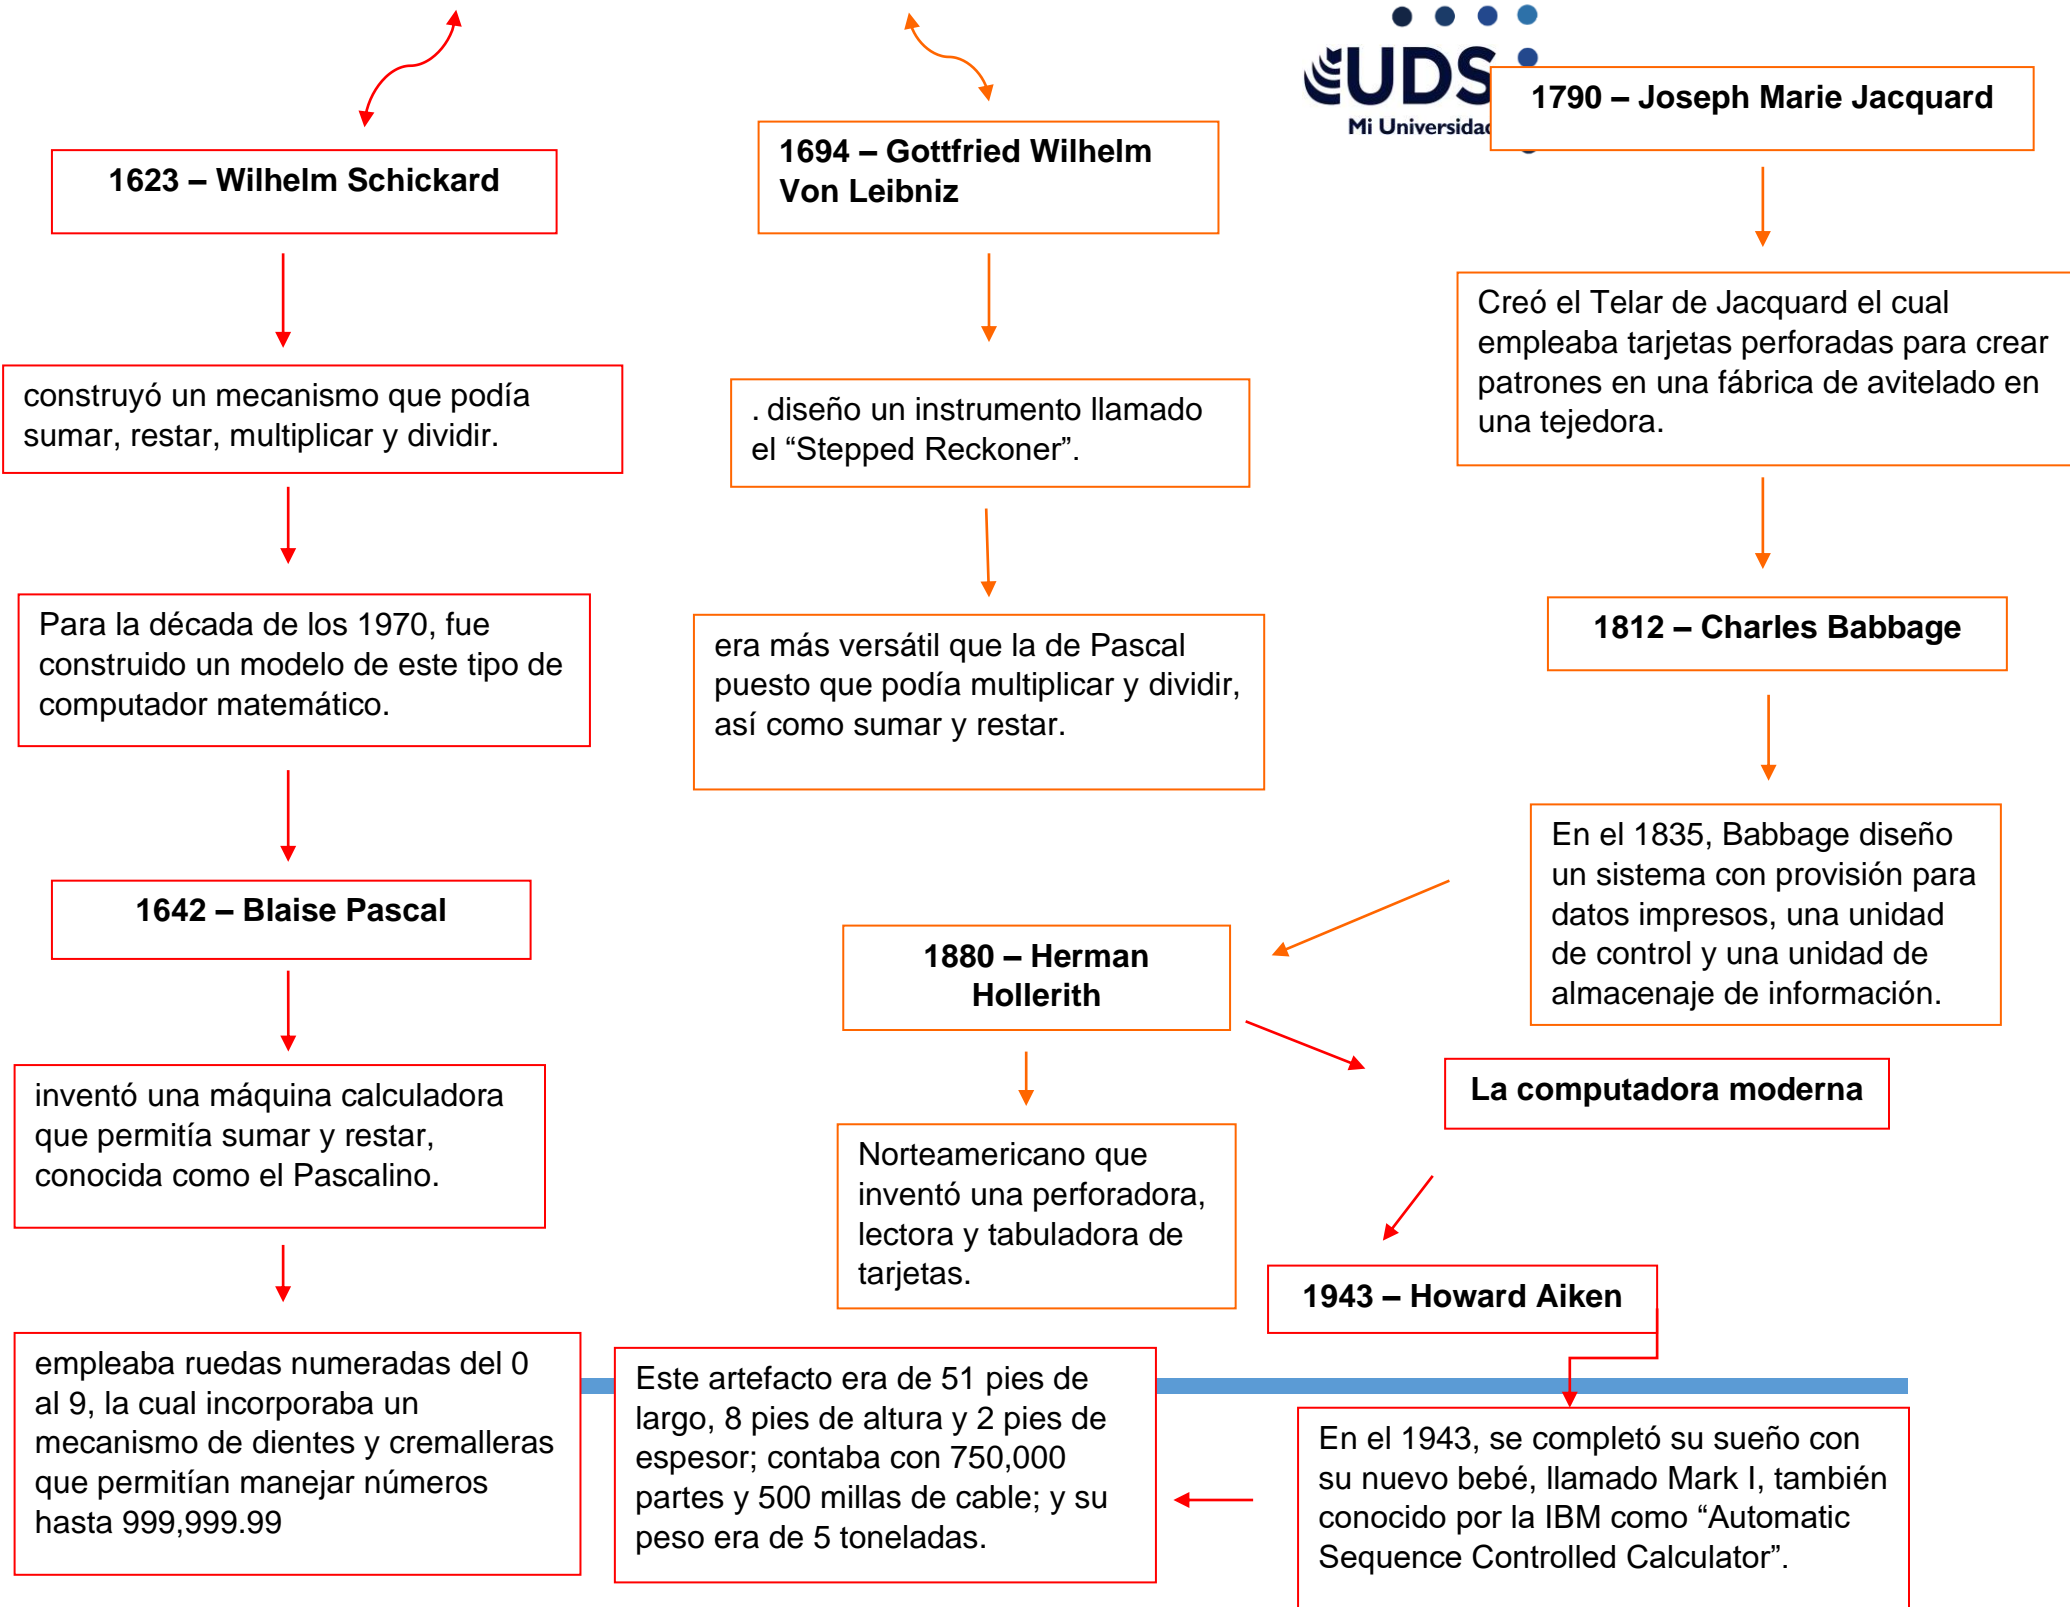 UDS
Mi Universidad
1623 – Wilhelm Schickard
construyó un mecanismo que podía
sumar, restar, multiplicar y dividir.
Para la década de los 1970, fue
construido un modelo de este tipo de
computador matemático.
1642 – Blaise Pascal
inventó una máquina calculadora
que permitía sumar y restar,
conocida como el Pascalino.
empleaba ruedas numeradas del 0
al 9, la cual incorporaba un
mecanismo de dientes y cremalleras
que permitían manejar números
hasta 999,999.99
1694 – Gottfried Wilhelm
Von Leibniz
. diseño un instrumento llamado
el “Stepped Reckoner”.
era más versátil que la de Pascal
puesto que podía multiplicar y dividir,
así como sumar y restar.
1790 – Joseph Marie Jacquard
Creó el Telar de Jacquard el cual
empleaba tarjetas perforadas para crear
patrones en una fábrica de avitelado en
una tejedora.
1812 – Charles Babbage
En el 1835, Babbage diseño
un sistema con provisión para
datos impresos, una unidad
de control y una unidad de
almacenaje de información.
1880 – Herman
Hollerith
Norteamericano que
inventó una perforadora,
lectora y tabuladora de
tarjetas.
La computadora moderna
1943 – Howard Aiken
En el 1943, se completó su sueño con
su nuevo bebé, llamado Mark I, también
conocido por la IBM como “Automatic
Sequence Controlled Calculator”.
Este artefacto era de 51 pies de
largo, 8 pies de altura y 2 pies de
espesor; contaba con 750,000
partes y 500 millas de cable; y su
peso era de 5 toneladas.